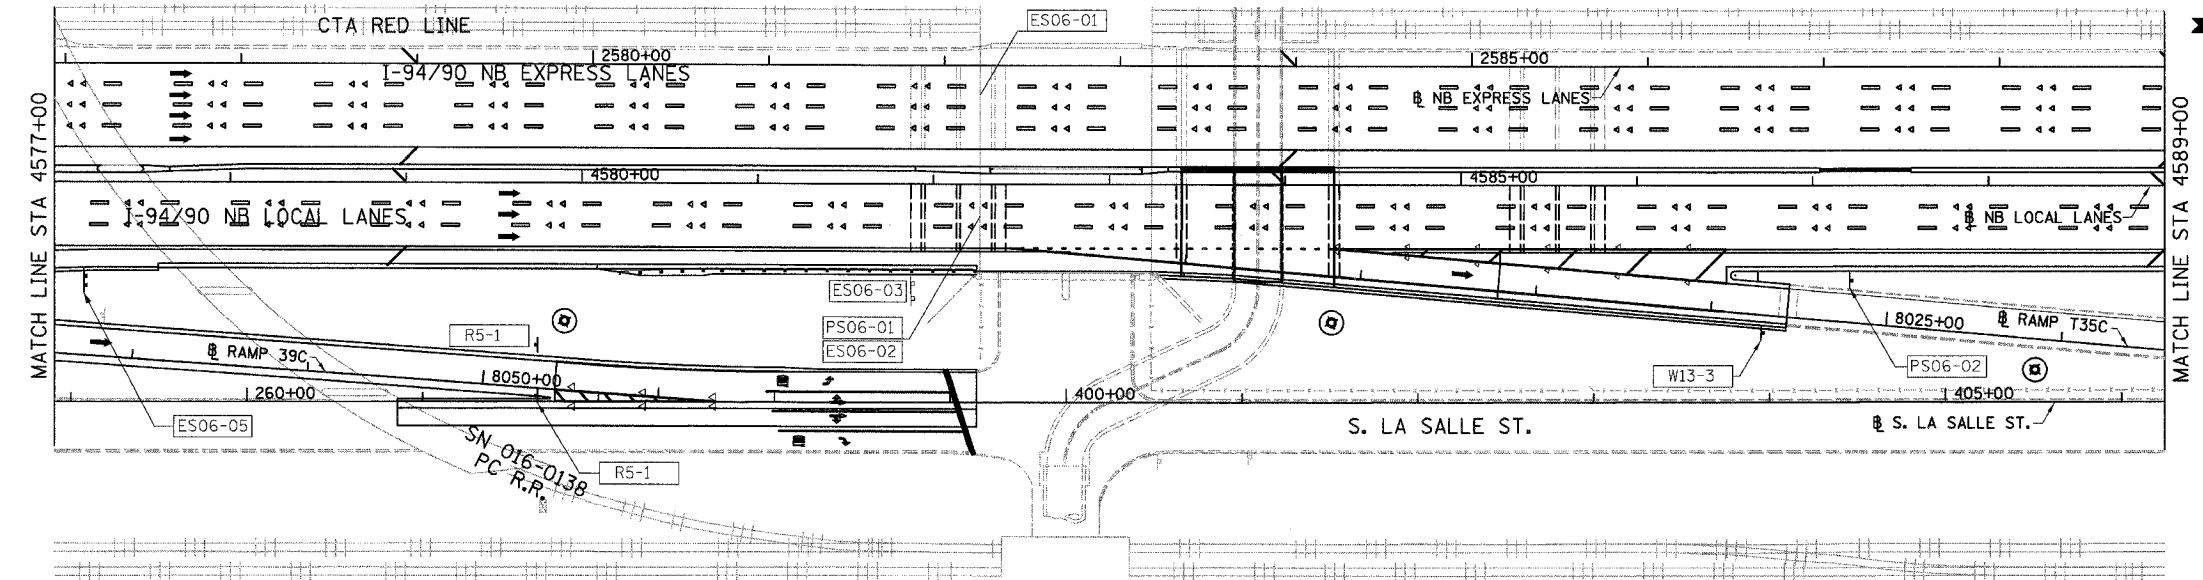 CTA RED LINE
ES06-01
2580+00
2585+00
I-94/90 NB EXPRESS LANES
℄ NB EXPRESS LANES
MATCH LINE STA 4577+00
MATCH LINE STA 4589+00
4580+00
4585+00
I-94/90 NB LOCAL LANES
℄ NB LOCAL LANES
ES06-03
PS06-01
ES06-02
R5-1
8025+00
℄ RAMP T35C
℄ RAMP 39C
8050+00
260+00
400+00
W13-3
PS06-02
405+00
ES06-05
S. LA SALLE ST.
℄ S. LA SALLE ST.
SN 016-0138
PC R.R.
R5-1